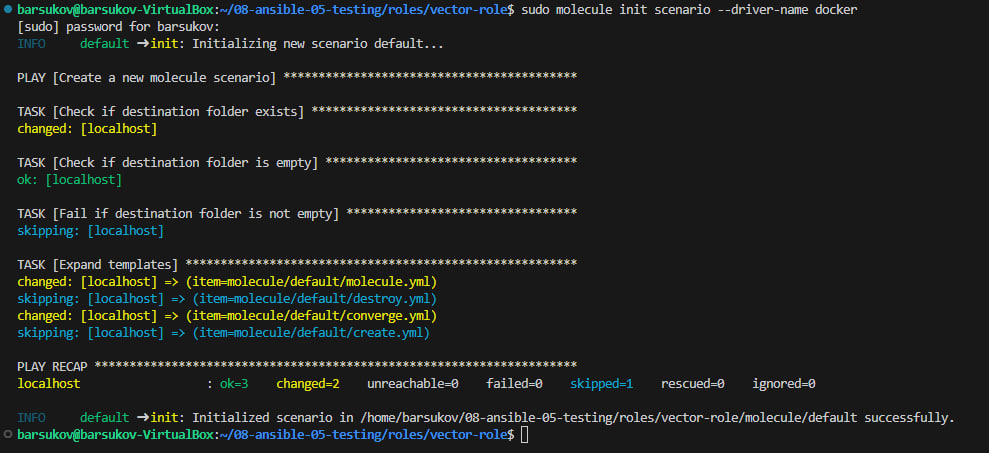 barsukov@barsukov-VirtualBox:~/08-ansible-05-testing/roles/vector-role$ sudo molecule init scenario --driver-name docker
[sudo] password for barsukov:
INFO     default ➜init: Initializing new scenario default...
PLAY [Create a new molecule scenario] ******************************************
TASK [Check if destination folder exists] **************************************
changed: [localhost]
TASK [Check if destination folder is empty] ************************************
ok: [localhost]
TASK [Fail if destination folder is not empty] *********************************
skipping: [localhost]
TASK [Expand templates] ********************************************************
changed: [localhost] => (item=molecule/default/molecule.yml)
skipping: [localhost] => (item=molecule/default/destroy.yml)
changed: [localhost] => (item=molecule/default/converge.yml)
skipping: [localhost] => (item=molecule/default/create.yml)
PLAY RECAP *********************************************************************
localhost                  : ok=3    changed=2    unreachable=0    failed=0    skipped=1    rescued=0    ignored=0
INFO     default ➜init: Initialized scenario in /home/barsukov/08-ansible-05-testing/roles/vector-role/molecule/default successfully.
barsukov@barsukov-VirtualBox:~/08-ansible-05-testing/roles/vector-role$